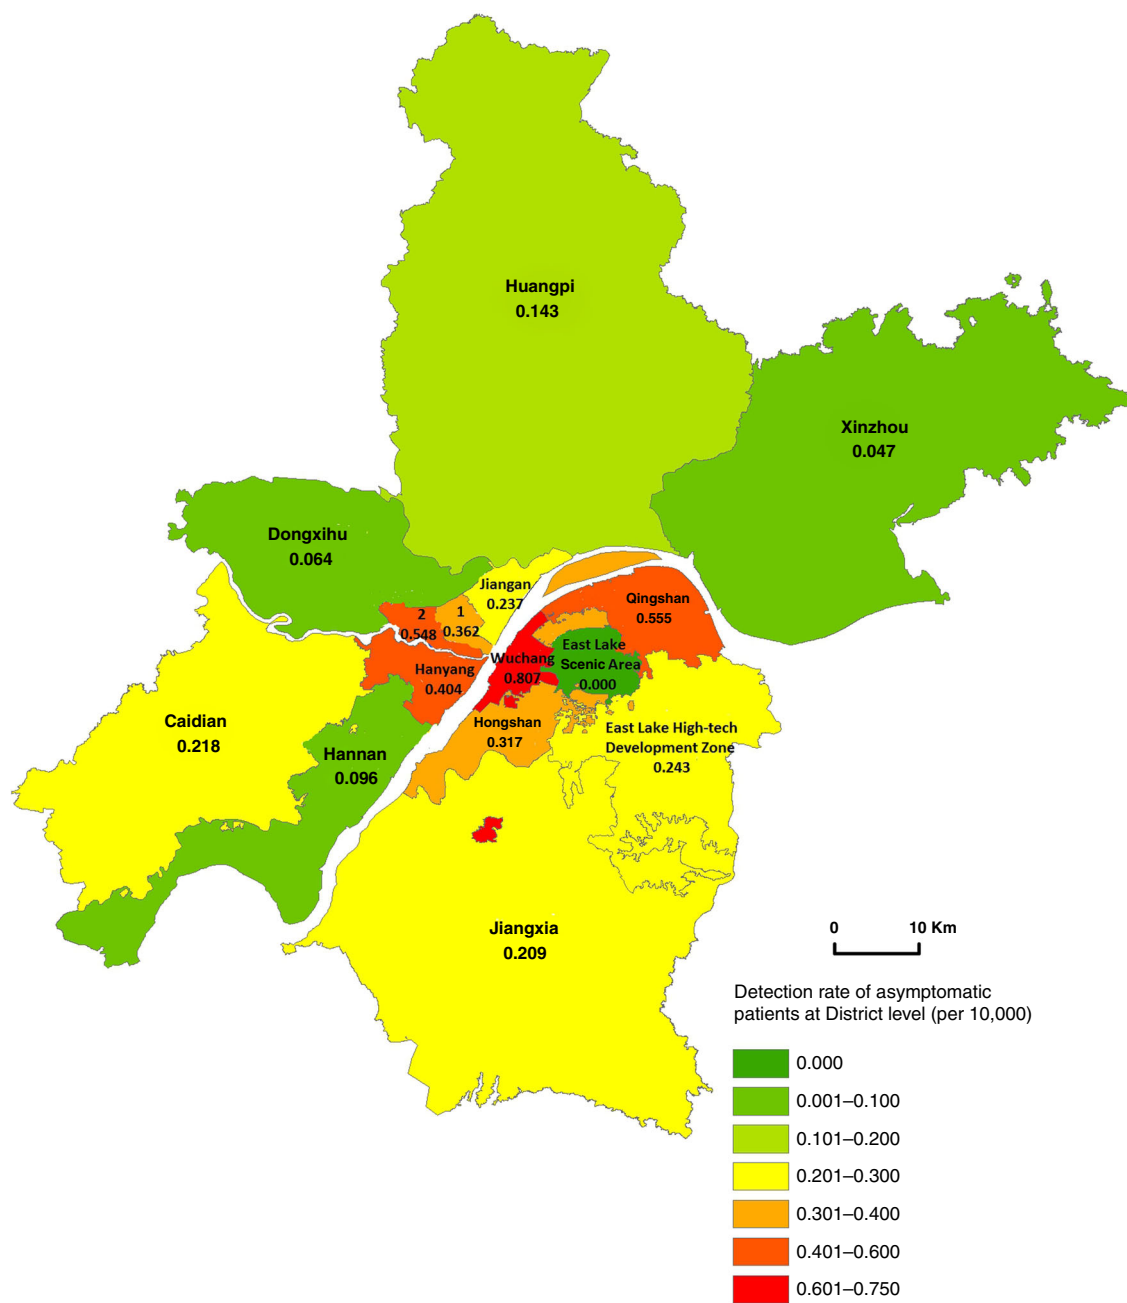 Huangpi
0.143
Xinzhou
0.047
Dongxihu
0.064
Jiangan
0.237
Qingshan
0.555
2
0.548
1
0.362
East Lake
Scenic Area
0.000
Wuchang
0.807
Hanyang
0.404
Caidian
0.218
Hongshan
0.317
East Lake High-tech
Development Zone
0.243
Hannan
0.096
Jiangxia
0.209
0 10 Km
Detection rate of asymptomatic
patients at District level (per 10,000)
0.000
0.001–0.100
0.101–0.200
0.201–0.300
0.301–0.400
0.401–0.600
0.601–0.750